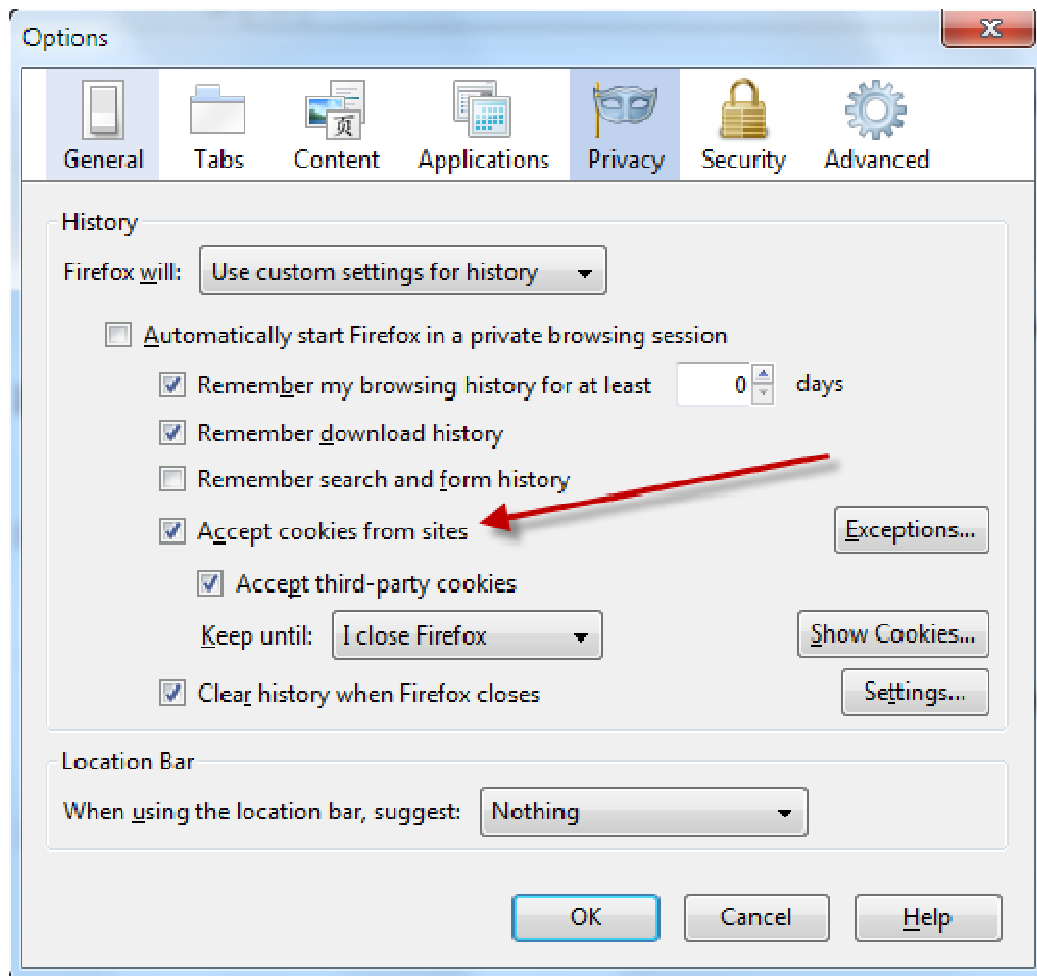 Options
页
General Tabs Content Applications Privacy Security Advanced
History
Firefox will: Use custom settings for history
Automatically start Firefox in a private browsing session
Remember my browsing history for at least 0 days
Remember download history
Remember search and form history
Accept cookies from sites Exceptions...
Accept third-party cookies
Keep until: I close Firefox Show Cookies...
Clear history when Firefox closes Settings...
Location Bar
When using the location bar, suggest: Nothing
OK Cancel Help